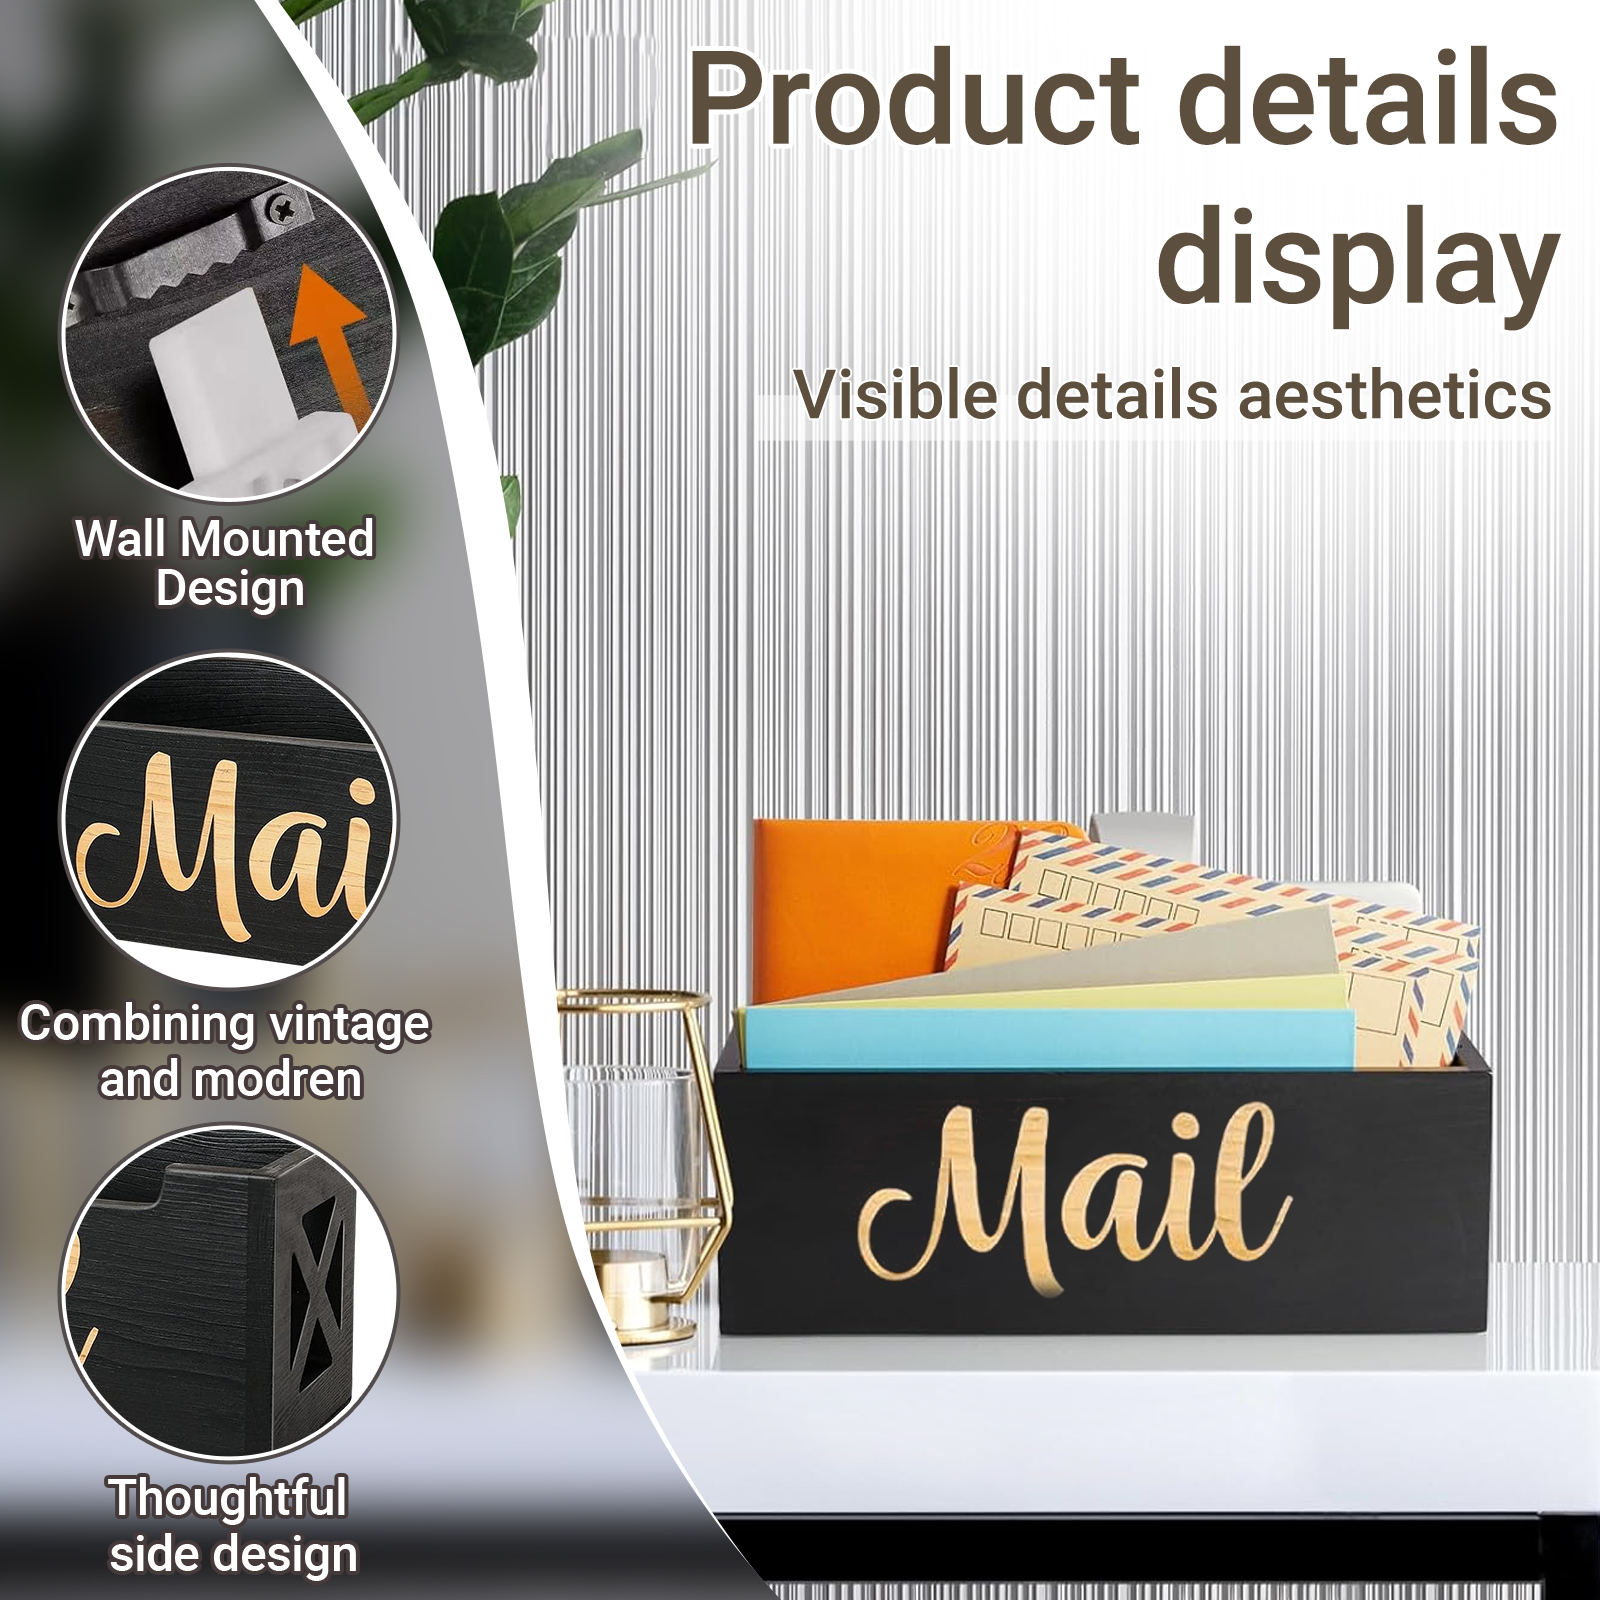 Product details
display
Visible details aesthetics
Wall Mounted
Design
Mai
Combining vintage
and modren
Thoughtful
side design
Mail